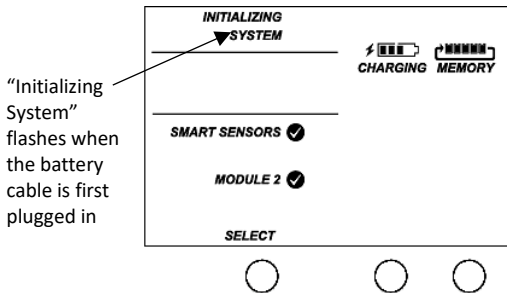 INITIALIZING
SYSTEM
CHARGING MEMORY
“Initializing
System”
flashes when
the battery
cable is first
plugged in
SMART SENSORS
MODULE 2
SELECT